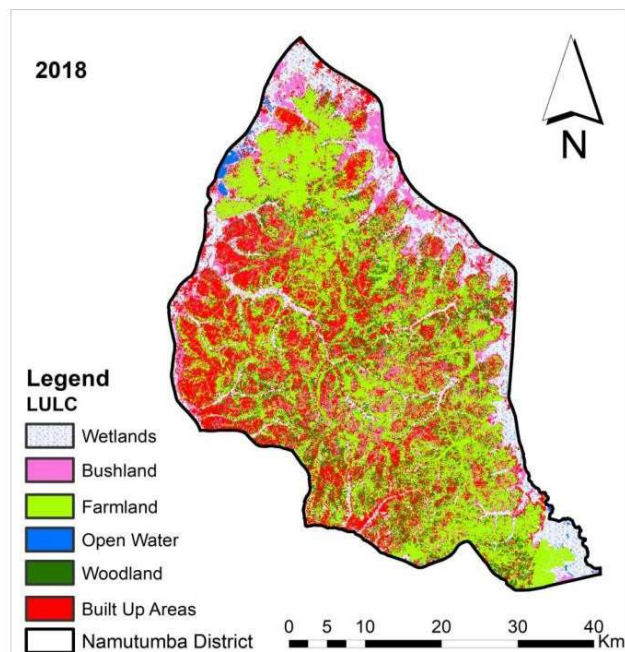 2018
N
Legend
LULC
Wetlands
Bushland
Farmland
Open Water
Woodland
Built Up Areas
Namutumba District
0 5 10 20 30 40
Km